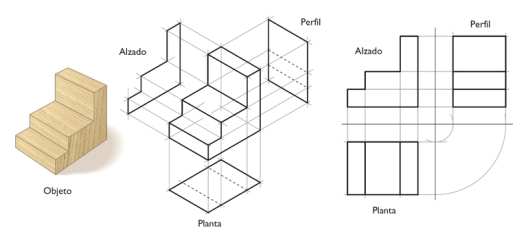 Objeto
Alzado
Perfil
Planta
Alzado
Perfil
Planta